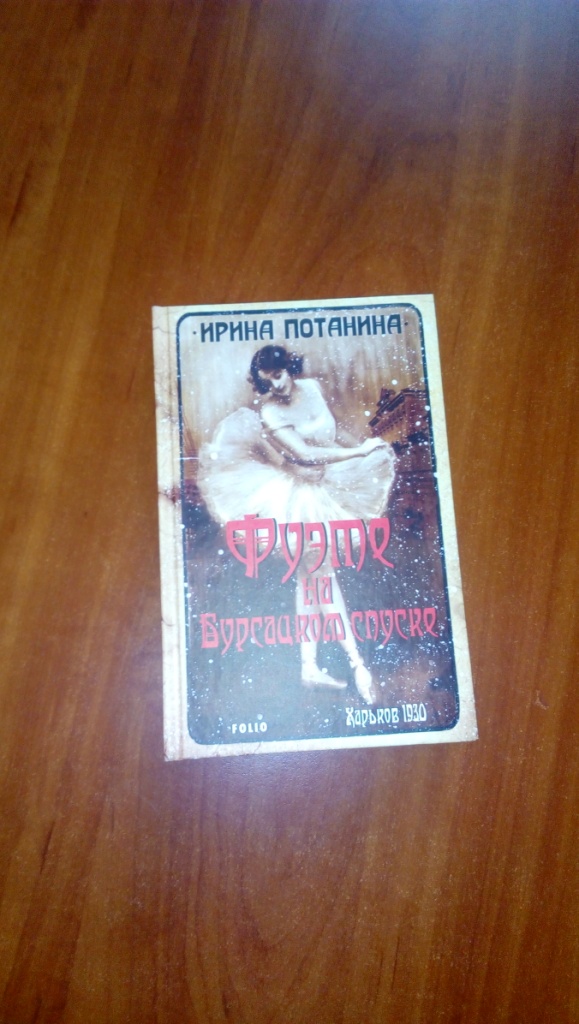 ·ИРИНА ПОТАНИНА·
Фуэте
на
Бурсацком спуске
Харьков 1930
FOLIO